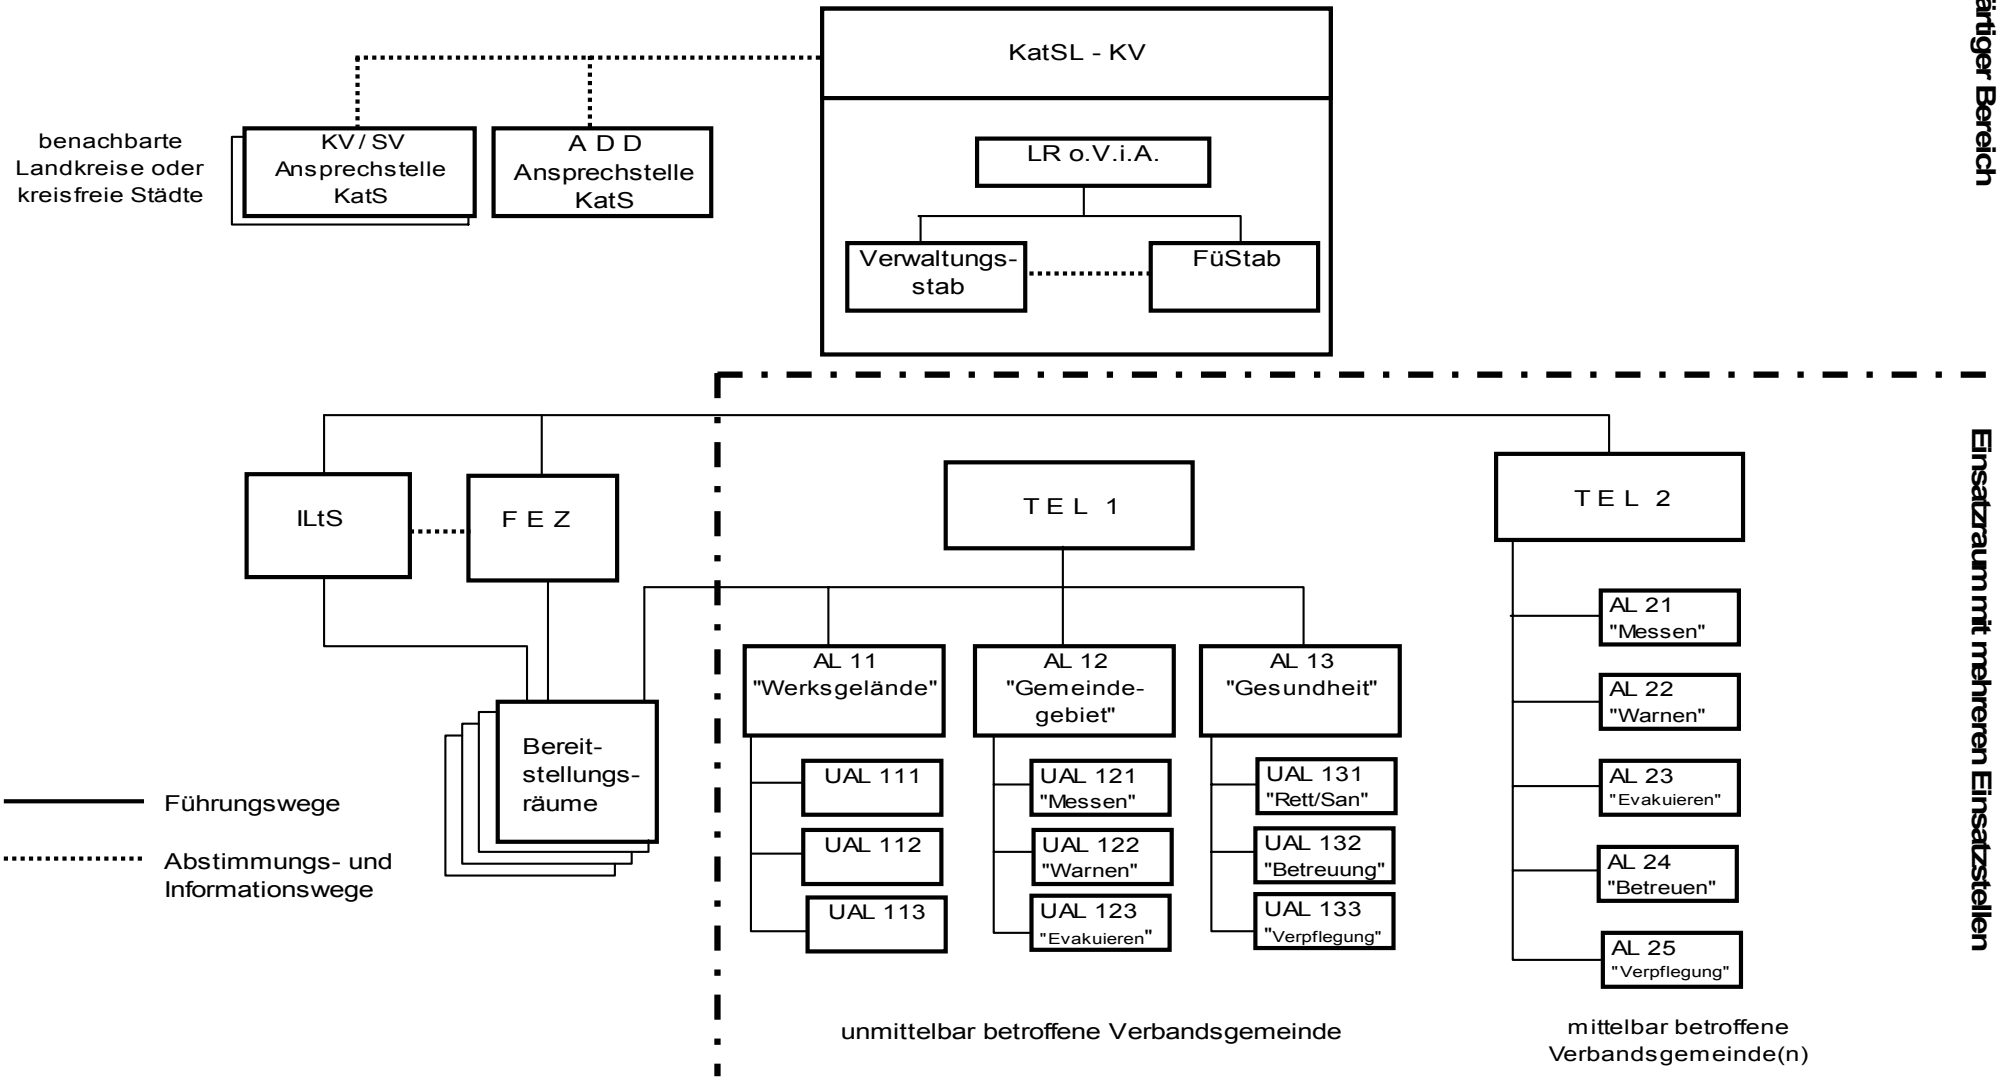 KatSL - KV
ärtiger Bereich
benachbarte
Landkreise oder
kreisfreie Städte
KV / SV
Ansprechstelle
KatS
A D D
Ansprechstelle
KatS
LR o.V.i.A.
Verwaltungs-
stab
FüStab
Einsatzraum mit mehreren Einsatzstellen
ILtS
F E Z
T E L 1
T E L 2
AL 11
"Werksgelände"
AL 12
"Gemeinde-
gebiet"
AL 13
"Gesundheit"
AL 21
"Messen"
AL 22
"Warnen"
AL 23
"Evakuieren"
AL 24
"Betreuen"
AL 25
"Verpflegung"
Bereit-
stellungs-
räume
UAL 111
UAL 112
UAL 113
UAL 121
"Messen"
UAL 122
"Warnen"
UAL 123
"Evakuieren"
UAL 131
"Rett/San"
UAL 132
"Betreuung"
UAL 133
"Verpflegung"
Führungswege
Abstimmungs- und
Informationswege
unmittelbar betroffene Verbandsgemeinde
mittelbar betroffene
Verbandsgemeinde(n)